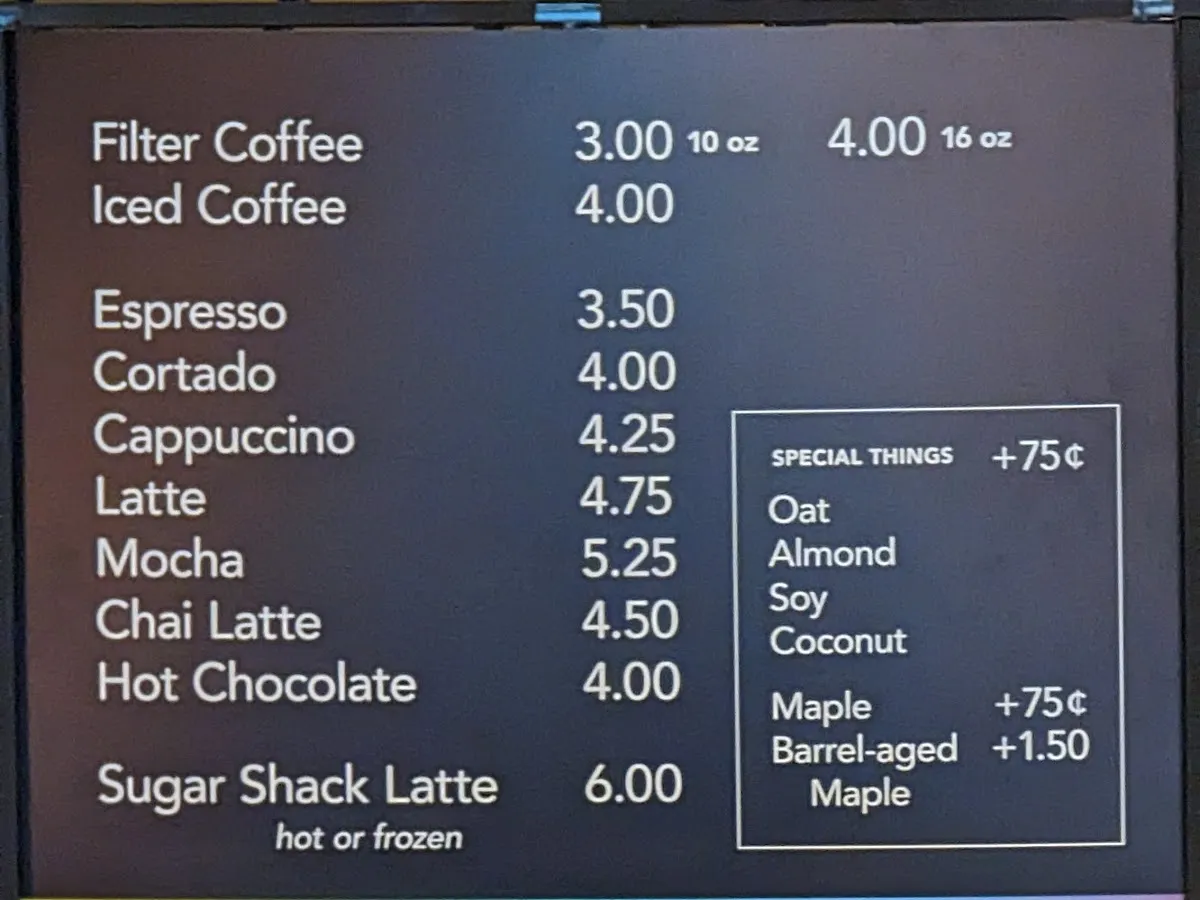 Filter Coffee 3.00 10 oz 4.00 16 oz
Iced Coffee 4.00
Espresso 3.50
Cortado 4.00
Cappuccino 4.25
Latte 4.75
Mocha 5.25
Chai Latte 4.50
Hot Chocolate 4.00
Sugar Shack Latte 6.00
hot or frozen
SPECIAL THINGS +75¢
Oat
Almond
Soy
Coconut
Maple +75¢
Barrel-aged +1.50
Maple